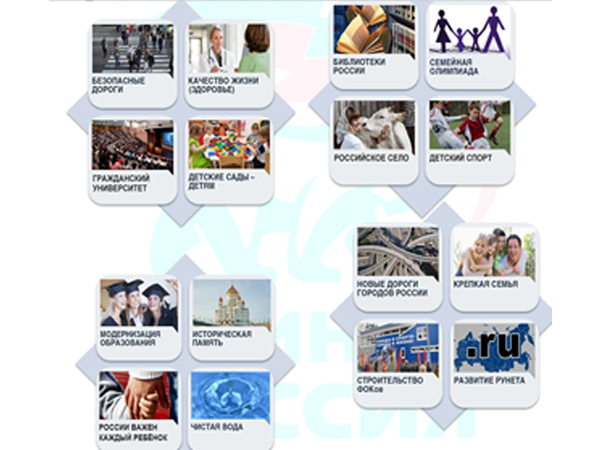 БЕЗОПАСНЫЕ
ДОРОГИ
КАЧЕСТВО ЖИЗНИ
(ЗДОРОВЬЕ)
ГРАЖДАНСКИЙ
УНИВЕРСИТЕТ
ДЕТСКИЕ САДЫ –
ДЕТЯМ
БИБЛИОТЕКИ
РОССИИ
СЕМЕЙНАЯ
ОЛИМПИАДА
РОССИЙСКОЕ СЕЛО
ДЕТСКИЙ СПОРТ
МОДЕРНИЗАЦИЯ
ОБРАЗОВАНИЯ
ИСТОРИЧЕСКАЯ
ПАМЯТЬ
РОССИИ ВАЖЕН
КАЖДЫЙ РЕБЁНОК
ЧИСТАЯ ВОДА
НОВЫЕ ДОРОГИ
ГОРОДОВ РОССИИ
КРЕПКАЯ СЕМЬЯ
.ru
СТРОИТЕЛЬСТВО
ФОКов
РАЗВИТИЕ РУНЕТА